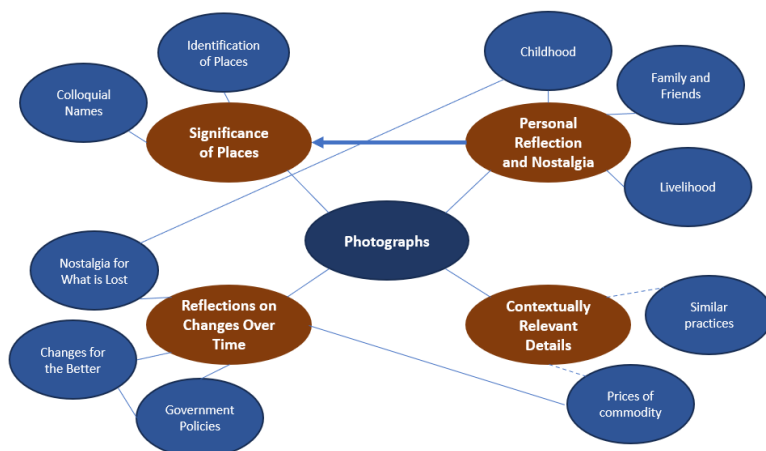 Identification
of Places
Childhood
Colloquial
Names
Family and
Friends
Significance
of Places
Personal
Reflection
and Nostalgia
Livelihood
Photographs
Nostalgia for
What is Lost
Reflections on
Changes Over
Time
Contextually
Relevant
Details
Similar
practices
Changes for
the Better
Government
Policies
Prices of
commodity